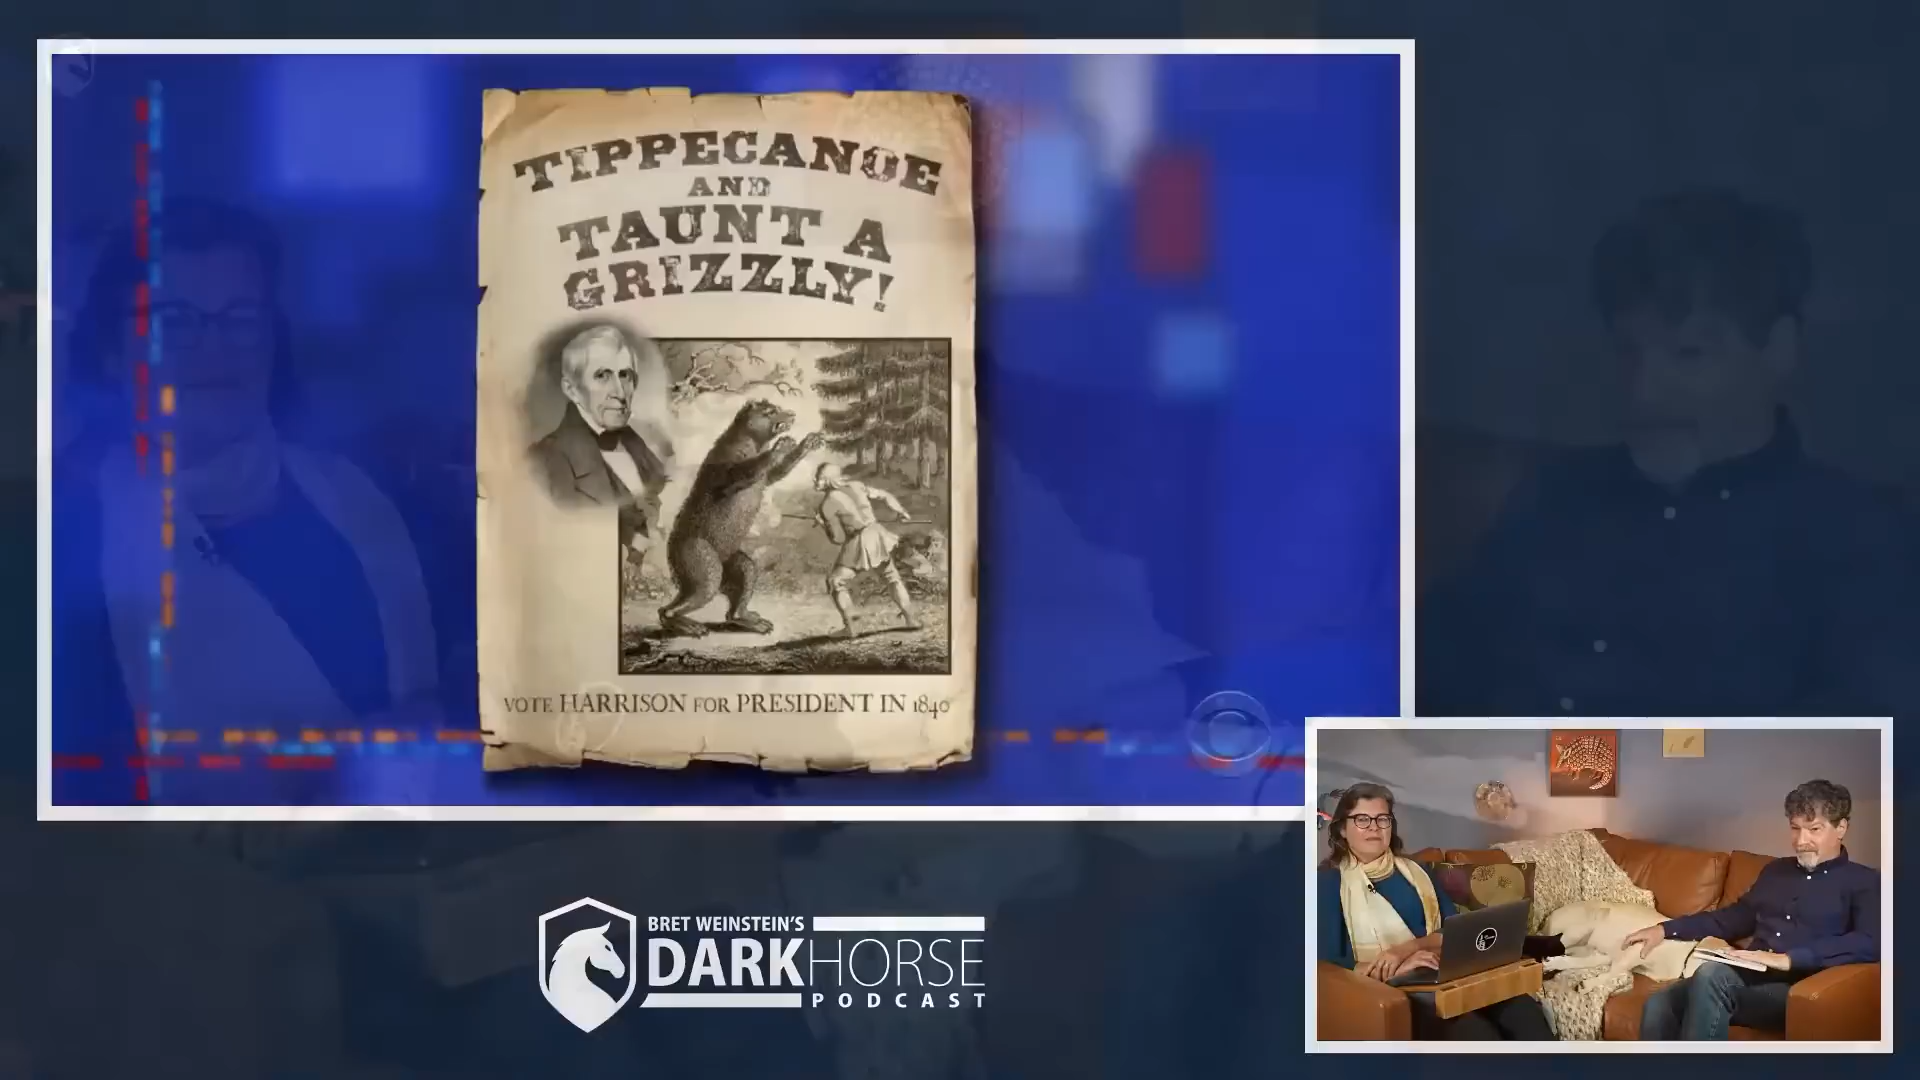 TIPPECANOE
AND
TAUNT A
GRIZZLY!
VOTE HARRISON FOR PRESIDENT IN 1840
BRET WEINSTEIN'S
DARKHORSE
PODCAST